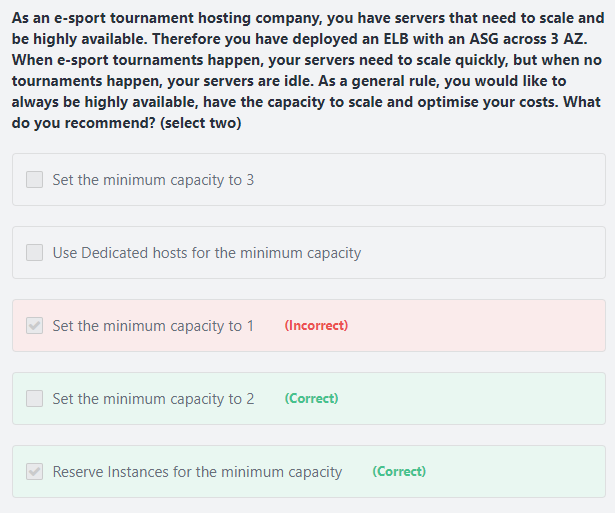 As an e-sport tournament hosting company, you have servers that need to scale and
be highly available. Therefore you have deployed an ELB with an ASG across 3 AZ.
When e-sport tournaments happen, your servers need to scale quickly, but when no
tournaments happen, your servers are idle. As a general rule, you would like to
always be highly available, have the capacity to scale and optimise your costs. What
do you recommend? (select two)
Set the minimum capacity to 3
Use Dedicated hosts for the minimum capacity
Set the minimum capacity to 1 (Incorrect)
Set the minimum capacity to 2 (Correct)
Reserve Instances for the minimum capacity (Correct)